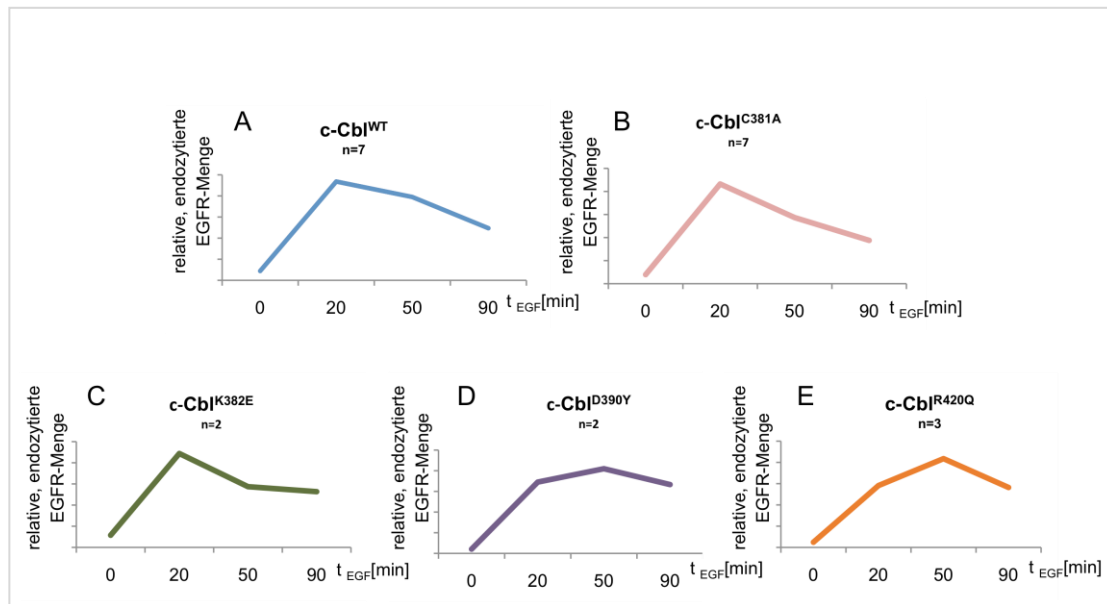 A
c-Cbl^WT
n=7
relative, endozytierte
EGFR-Menge
0 20 50 90 t EGF[min]
B
c-Cbl^C381A
n=7
relative, endozytierte
EGFR-Menge
0 20 50 90 t EGF[min]
C
c-Cbl^K382E
n=2
relative, endozytierte
EGFR-Menge
0 20 50 90 t EGF[min]
D
c-Cbl^D390Y
n=2
relative, endozytierte
EGFR-Menge
0 20 50 90 t EGF[min]
E
c-Cbl^R420Q
n=3
relative, endozytierte
EGFR-Menge
0 20 50 90 t EGF[min]